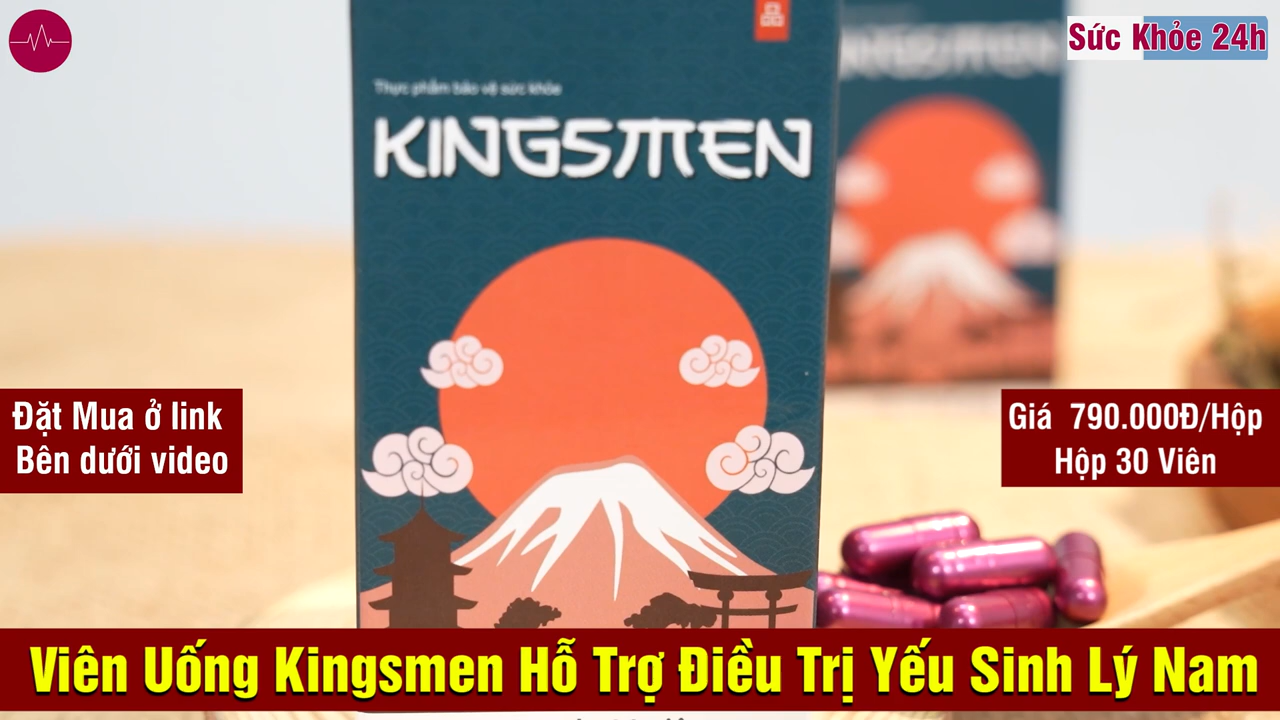 Sức Khỏe 24h
Thực phẩm bảo vệ sức khỏe
KINGSMEN
KINGSMEN
Đặt Mua ở link
Bên dưới video
Giá 790.000Đ/Hộp
Hộp 30 Viên
Viên Uống Kingsmen Hỗ Trợ Điều Trị Yếu Sinh Lý Nam